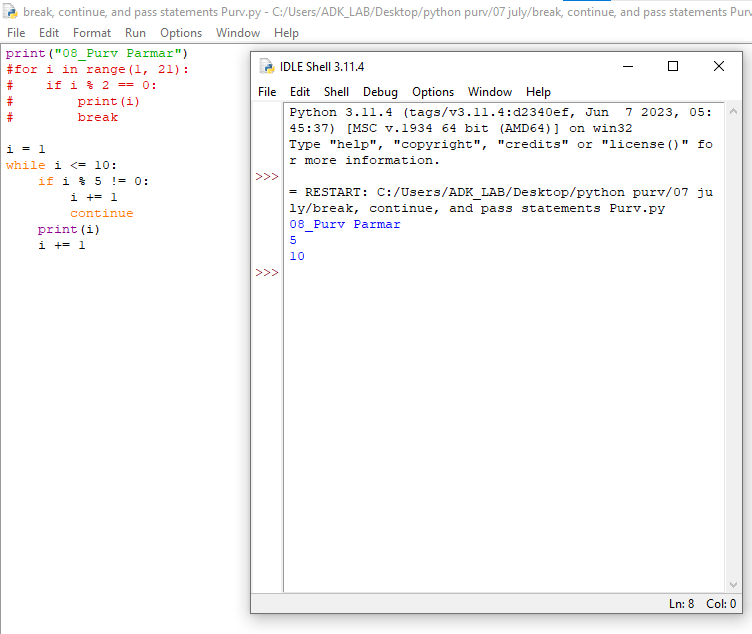 break, continue, and pass statements Purv.py - C:/Users/ADK_LAB/Desktop/python purv/07 july/break, continue, and pass statements Purv
File Edit Format Run Options Window Help
print("08_Purv Parmar")
#for i in range(1, 21):
#    if i % 2 == 0:
#        print(i)
#        break
i = 1
while i <= 10:
    if i % 5 != 0:
        i += 1
        continue
    print(i)
    i += 1
IDLE Shell 3.11.4
File Edit Shell Debug Options Window Help
Python 3.11.4 (tags/v3.11.4:d2340ef, Jun  7 2023, 05:
45:37) [MSC v.1934 64 bit (AMD64)] on win32
Type "help", "copyright", "credits" or "license()" fo
r more information.
>>>
= RESTART: C:/Users/ADK_LAB/Desktop/python purv/07 ju
ly/break, continue, and pass statements Purv.py
08_Purv Parmar
5
10
>>>
Ln: 8 Col: 0